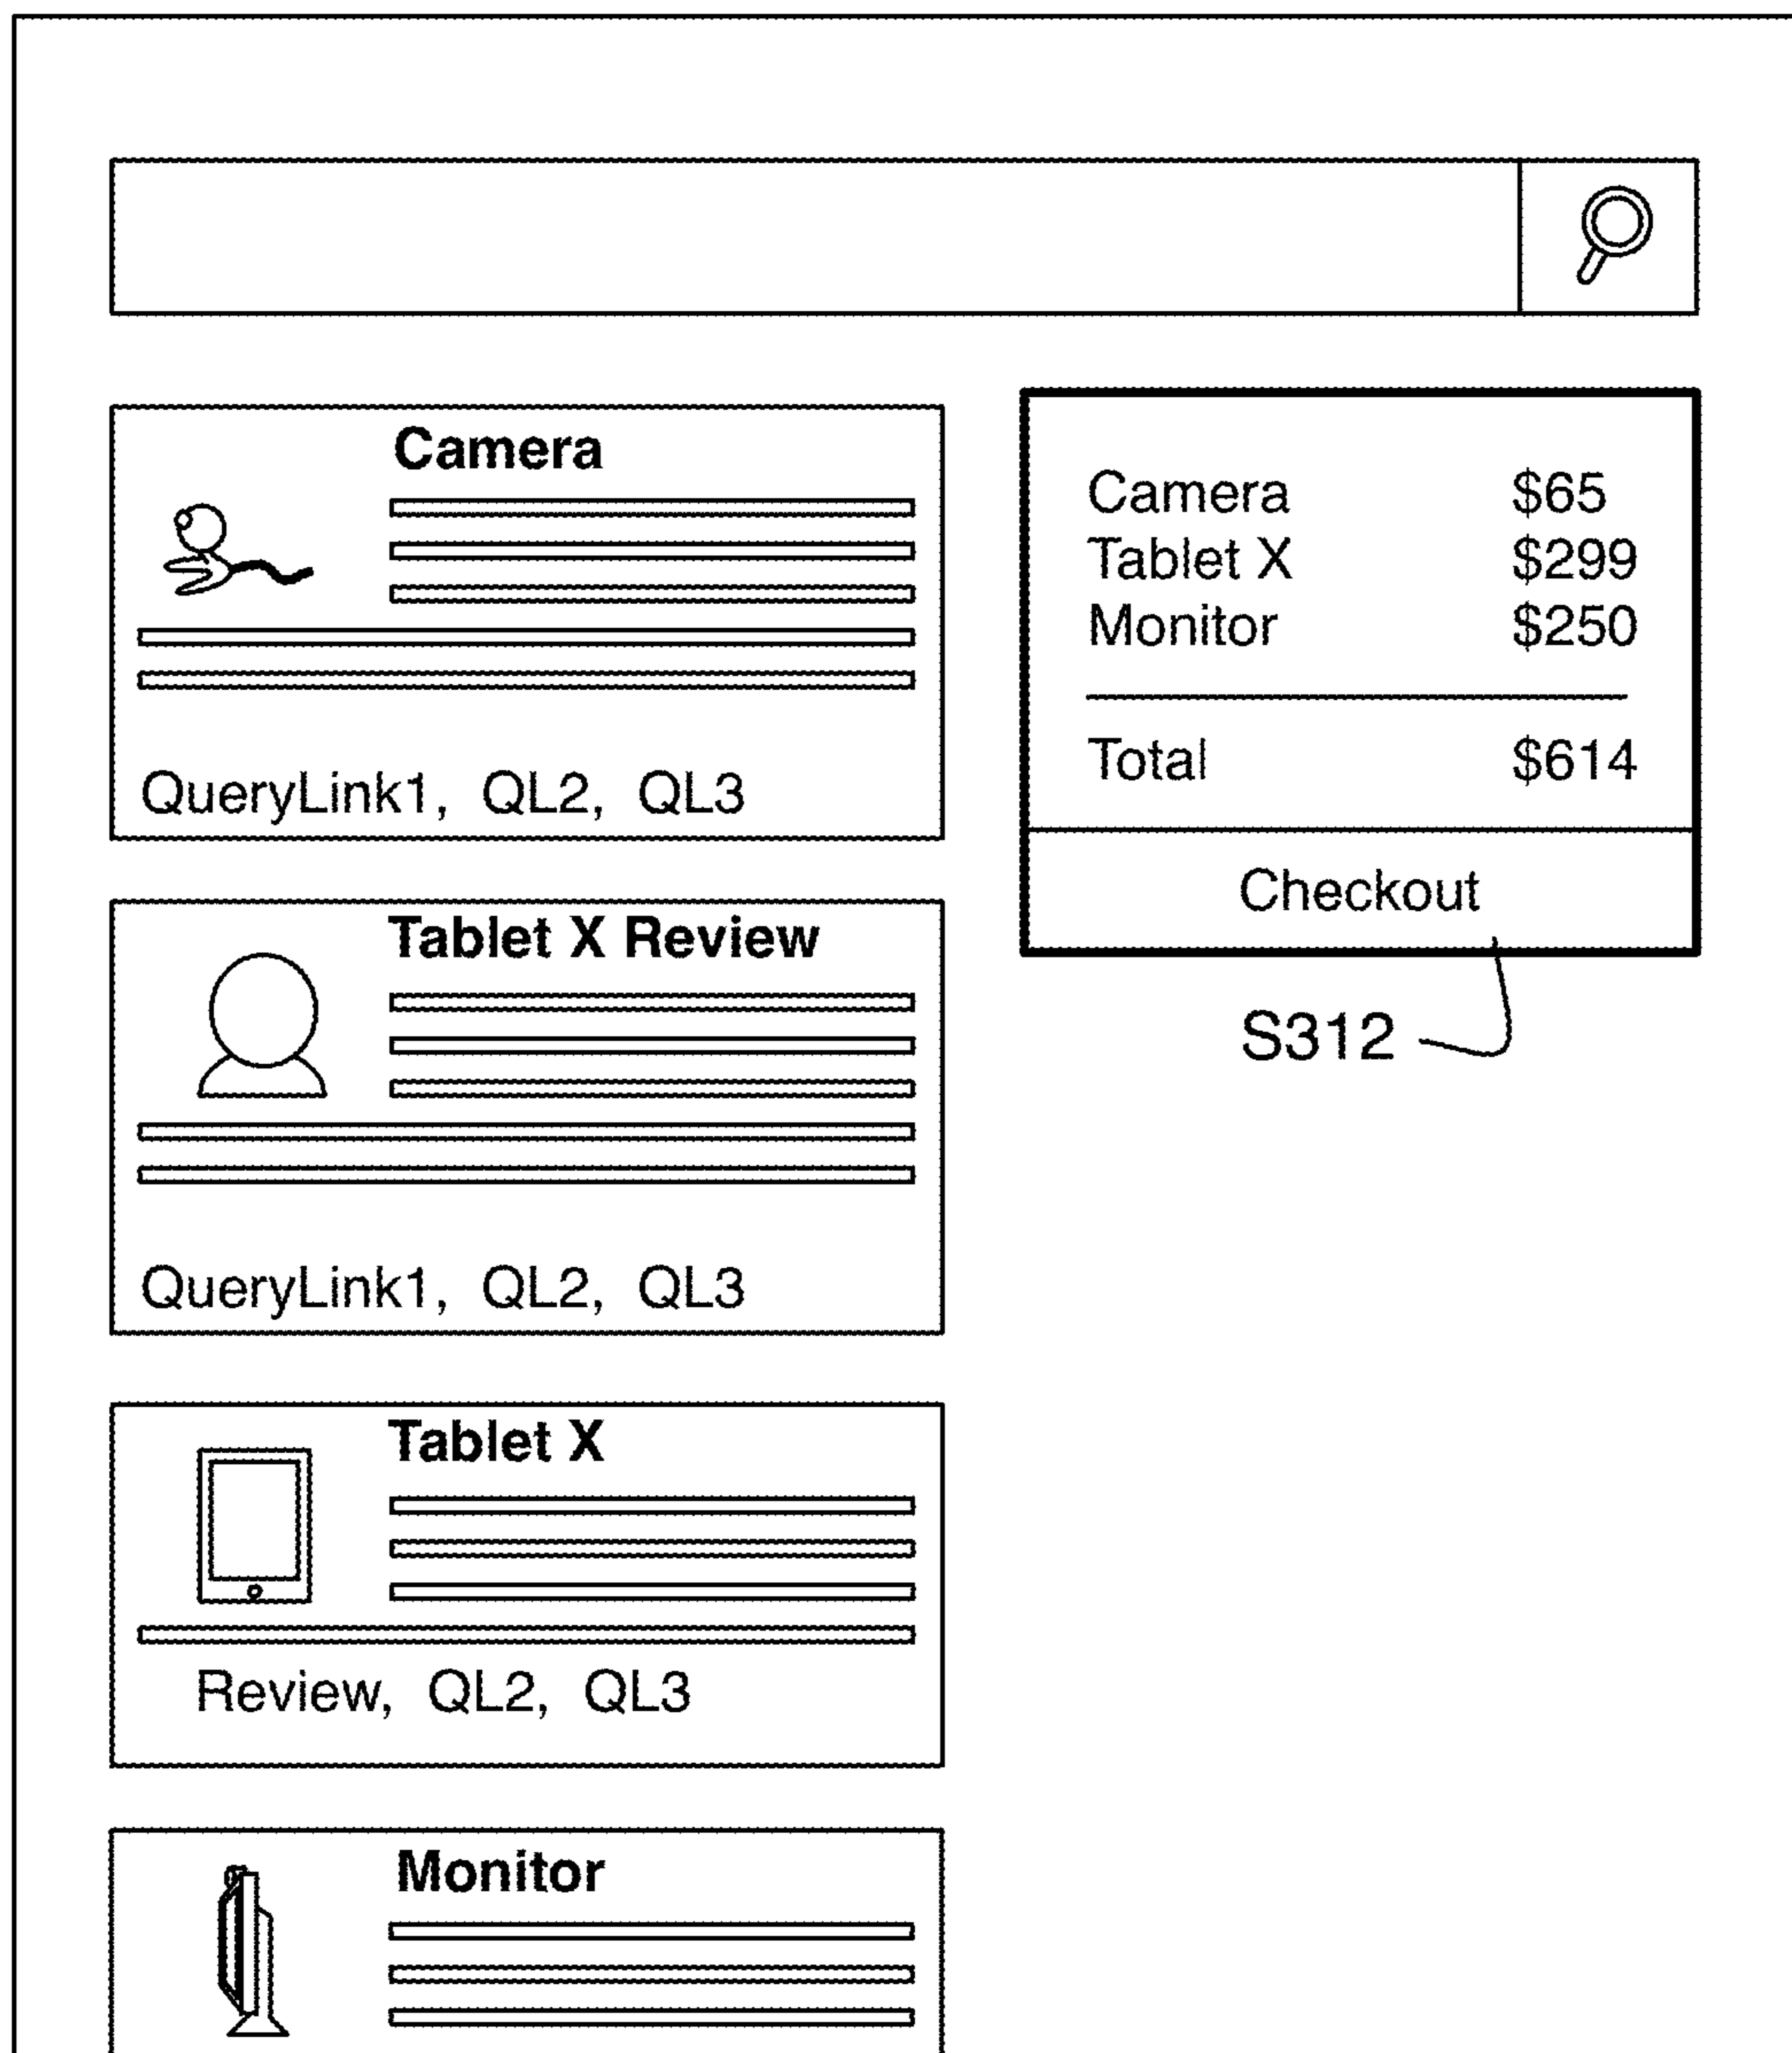 Camera
QueryLink1, QL2, QL3
Camera $65
Tablet X $299
Monitor $250
Total $614
Checkout
S312
Tablet X Review
QueryLink1, QL2, QL3
Tablet X
Review, QL2, QL3
Monitor